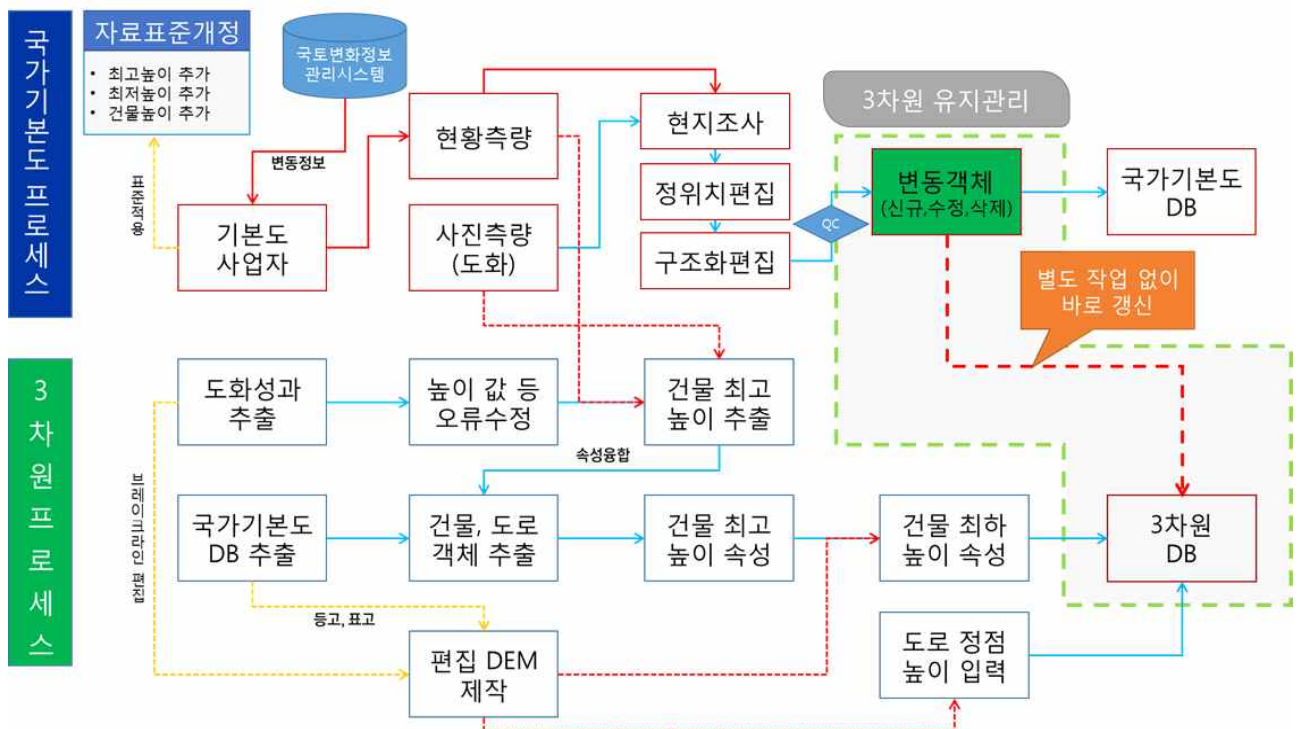 국가기본도 프로세스
자료표준개정
• 최고높이 추가
• 최저높이 추가
• 건물높이 추가
국토변화정보
관리시스템
변동정보
표준적용
기본도
사업자
현황측량
사진측량
(도화)
현지조사
정위치편집
구조화편집
QC
3차원 유지관리
변동객체
(신규,수정,삭제)
국가기본도
DB
별도 작업 없이
바로 갱신
3차원프로세스
도화성과
추출
높이 값 등
오류수정
건물 최고
높이 추출
속성융합
브레이크라인 편집
국가기본도
DB 추출
건물, 도로
객체 추출
건물 최고
높이 속성
건물 최하
높이 속성
3차원
DB
등고, 표고
편집 DEM
제작
도로 정점
높이 입력